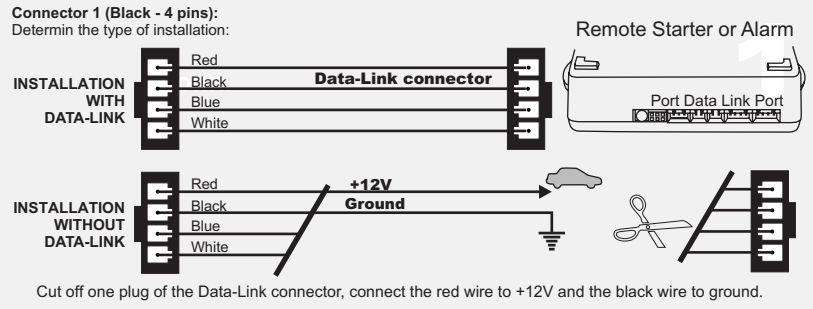 Connector 1 (Black - 4 pins):
Determin the type of installation:
Remote Starter or Alarm
1
INSTALLATION
WITH
DATA-LINK
Red
Black
Blue
White
Data-Link connector
Port Data Link Port
INSTALLATION
WITHOUT
DATA-LINK
Red
Black
Blue
White
+12V
Ground
Cut off one plug of the Data-Link connector, connect the red wire to +12V and the black wire to ground.